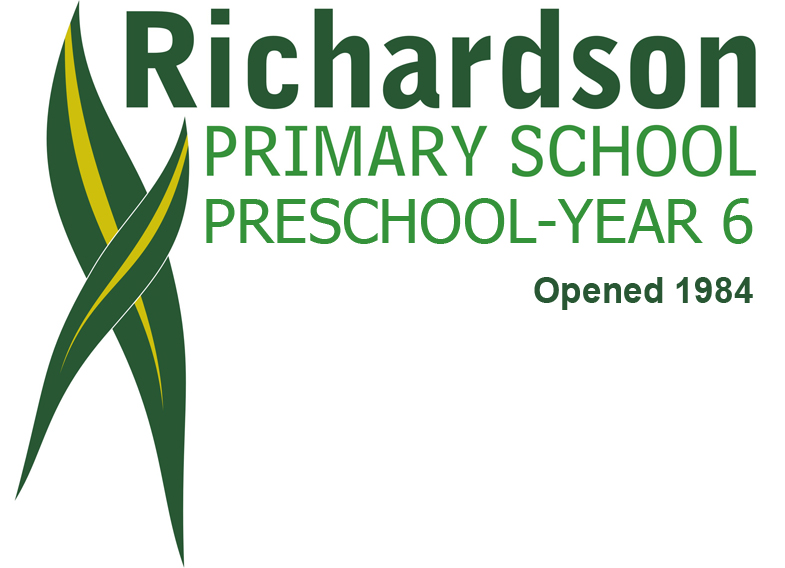 Richardson
PRIMARY SCHOOL
PRESCHOOL-YEAR 6
Opened 1984